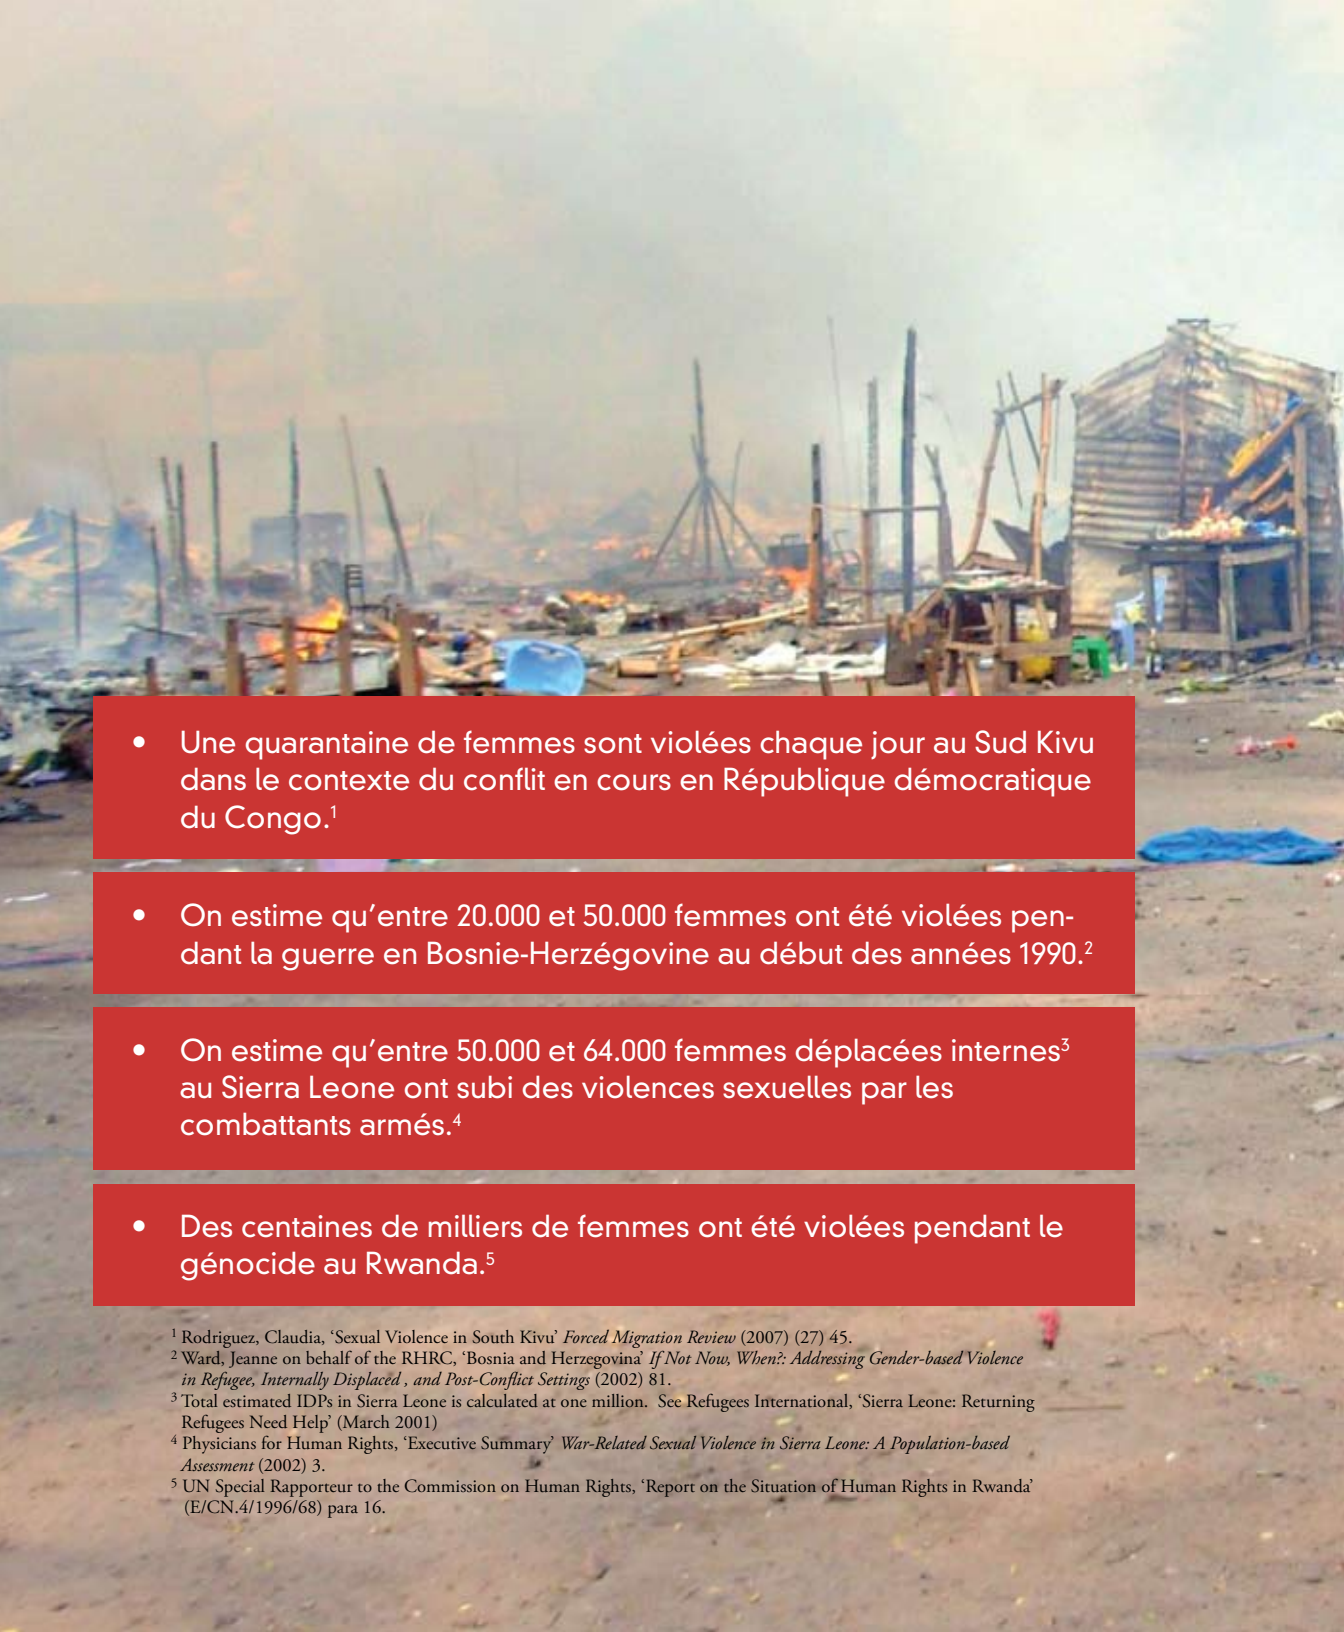 • Une quarantaine de femmes sont violées chaque jour au Sud Kivu
dans le contexte du conflit en cours en République démocratique
du Congo.¹
• On estime qu’entre 20.000 et 50.000 femmes ont été violées pen-
dant la guerre en Bosnie-Herzégovine au début des années 1990.²
• On estime qu’entre 50.000 et 64.000 femmes déplacées internes³
au Sierra Leone ont subi des violences sexuelles par les
combattants armés.⁴
• Des centaines de milliers de femmes ont été violées pendant le
génocide au Rwanda.⁵
¹ Rodriguez, Claudia, ‘Sexual Violence in South Kivu’ Forced Migration Review (2007) (27) 45.
² Ward, Jeanne on behalf of the RHRC, ‘Bosnia and Herzegovina’ If Not Now, When?: Addressing Gender-based Violence
in Refugee, Internally Displaced , and Post-Conflict Settings (2002) 81.
³ Total estimated IDPs in Sierra Leone is calculated at one million.  See Refugees International, ‘Sierra Leone: Returning
Refugees Need Help’ (March 2001)
⁴ Physicians for Human Rights, ‘Executive Summary’ War-Related Sexual Violence in Sierra Leone: A Population-based
Assessment (2002) 3.
⁵ UN Special Rapporteur to the Commission on Human Rights, ‘Report on the Situation of Human Rights in Rwanda’
(E/CN.4/1996/68) para 16.